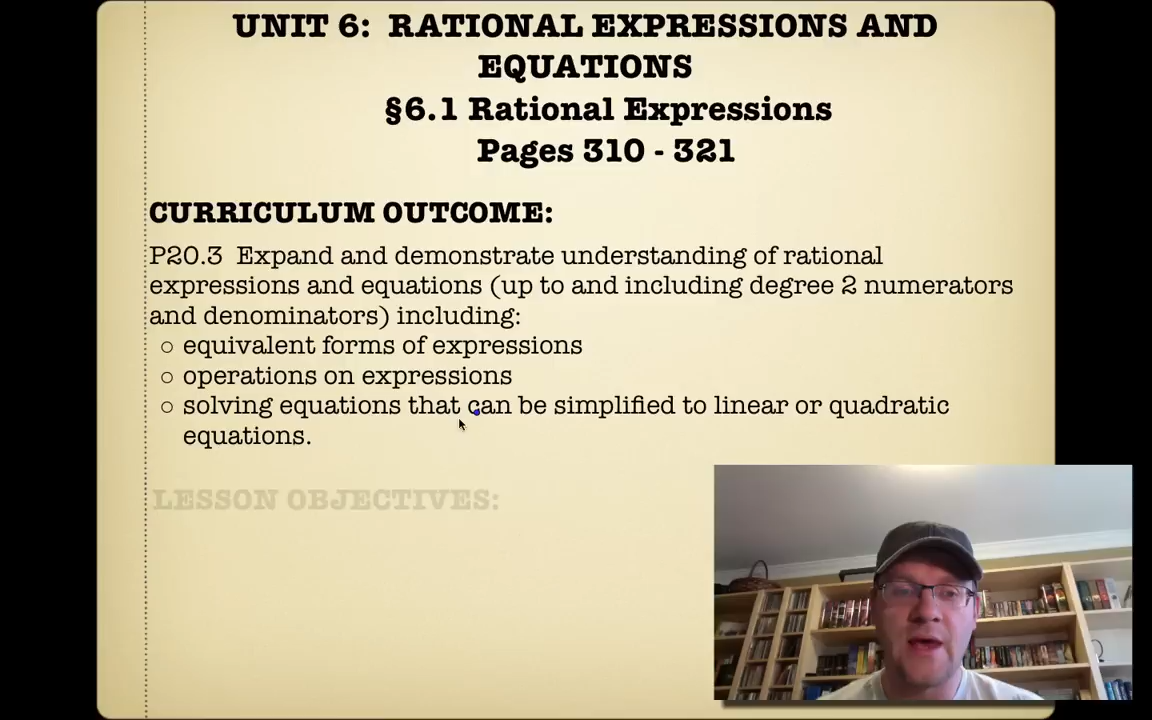 UNIT 6: RATIONAL EXPRESSIONS AND
EQUATIONS
§6.1 Rational Expressions
Pages 310 - 321
CURRICULUM OUTCOME:
P20.3 Expand and demonstrate understanding of rational
expressions and equations (up to and including degree 2 numerators
and denominators) including:
○ equivalent forms of expressions
○ operations on expressions
○ solving equations that can be simplified to linear or quadratic
equations.
LESSON OBJECTIVES: